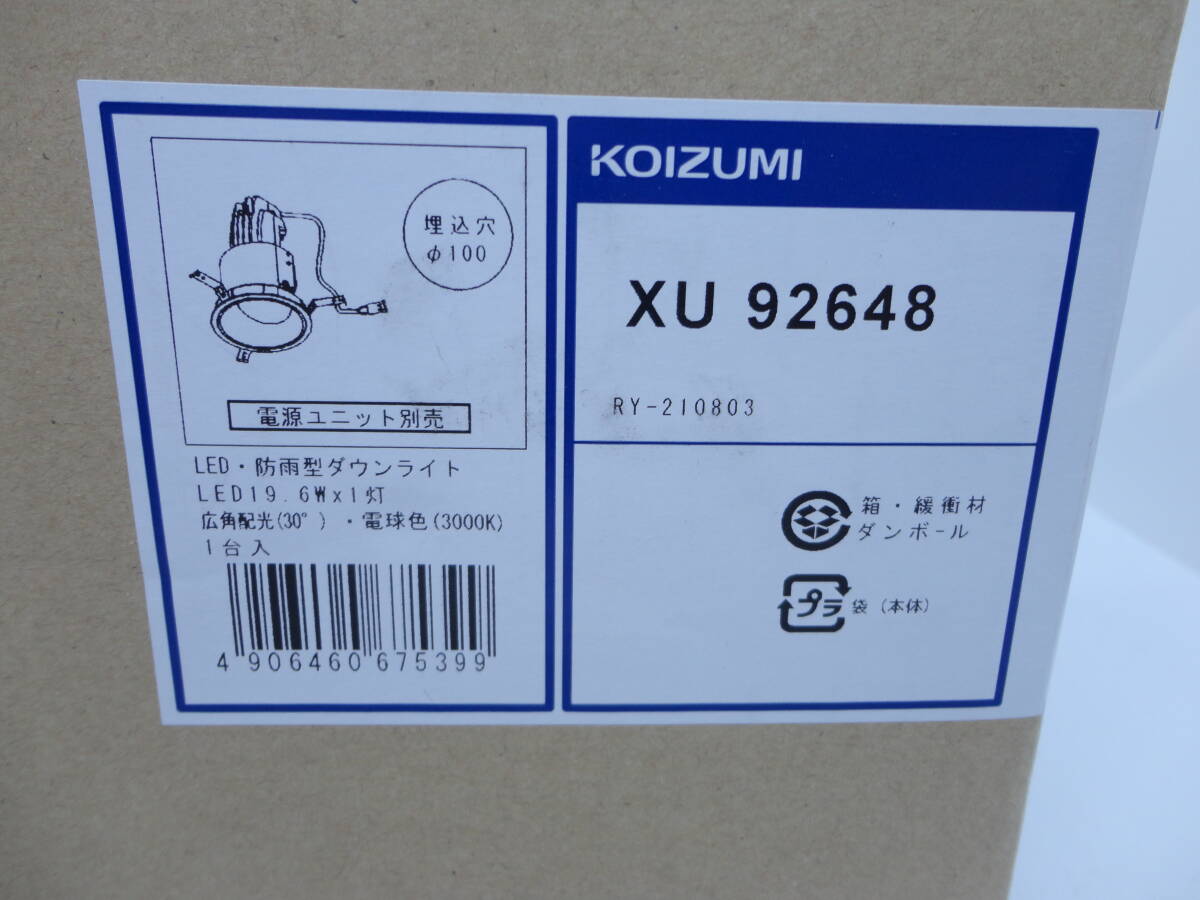 埋込穴
φ100
電源ユニット別売
LED・防雨型ダウンライト
LED19.6W×1灯
広角配光(30°)・電球色(3000K)
1台入
4 906460 675399
KOIZUMI
XU 92648
RY-210803
箱・緩衝材
ダンボール
プラ
袋(本体)